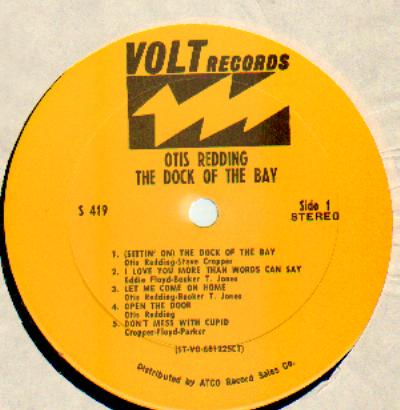 VOLT RECORDS
OTIS REDDING
THE DOCK OF THE BAY
S 419
Side 1
STEREO
1. (SITTIN' ON) THE DOCK OF THE BAY
Otis Redding-Steve Cropper
2. I LOVE YOU MORE THAN WORDS CAN SAY
Eddie Floyd-Booker T. Jones
3. LET ME COME ON HOME
Otis Redding-Booker T. Jones
4. OPEN THE DOOR
Otis Redding
5. DON'T MESS WITH CUPID
Cropper-Floyd-Parker
(ST-VO-681225CT)
Distributed by ATCO Record Sales Co.